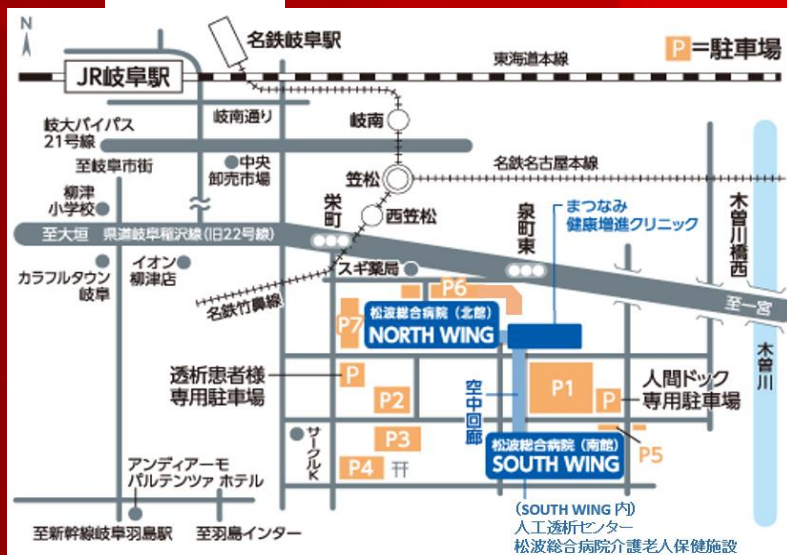 N
名鉄岐阜駅
P=駐車場
東海道本線
JR岐阜駅
岐南通り
岐南
岐大バイパス
21号線
至岐阜市街
中央
卸売市場
名鉄名古屋本線
笠松
柳津
小学校
栄町
西笠松
泉町東
まつなみ
健康増進クリニック
木曽川橋西
至大垣 県道岐阜稲沢線(旧22号線)
カラフルタウン
岐阜
イオン
柳津店
スギ薬局
名鉄竹鼻線
P6
至一宮
P7
松波総合病院(北館)
NORTH WING
木曽川
透析患者様
専用駐車場
P
P2
空中回廊
P1
P
人間ドック
専用駐車場
サークルK
P3
P4
松波総合病院(南館)
SOUTH WING
P5
アンディアーモ
パルテンツァ ホテル
至新幹線岐阜羽島駅
至羽島インター
(SOUTH WING 内)
人工透析センター
松波総合病院介護老人保健施設